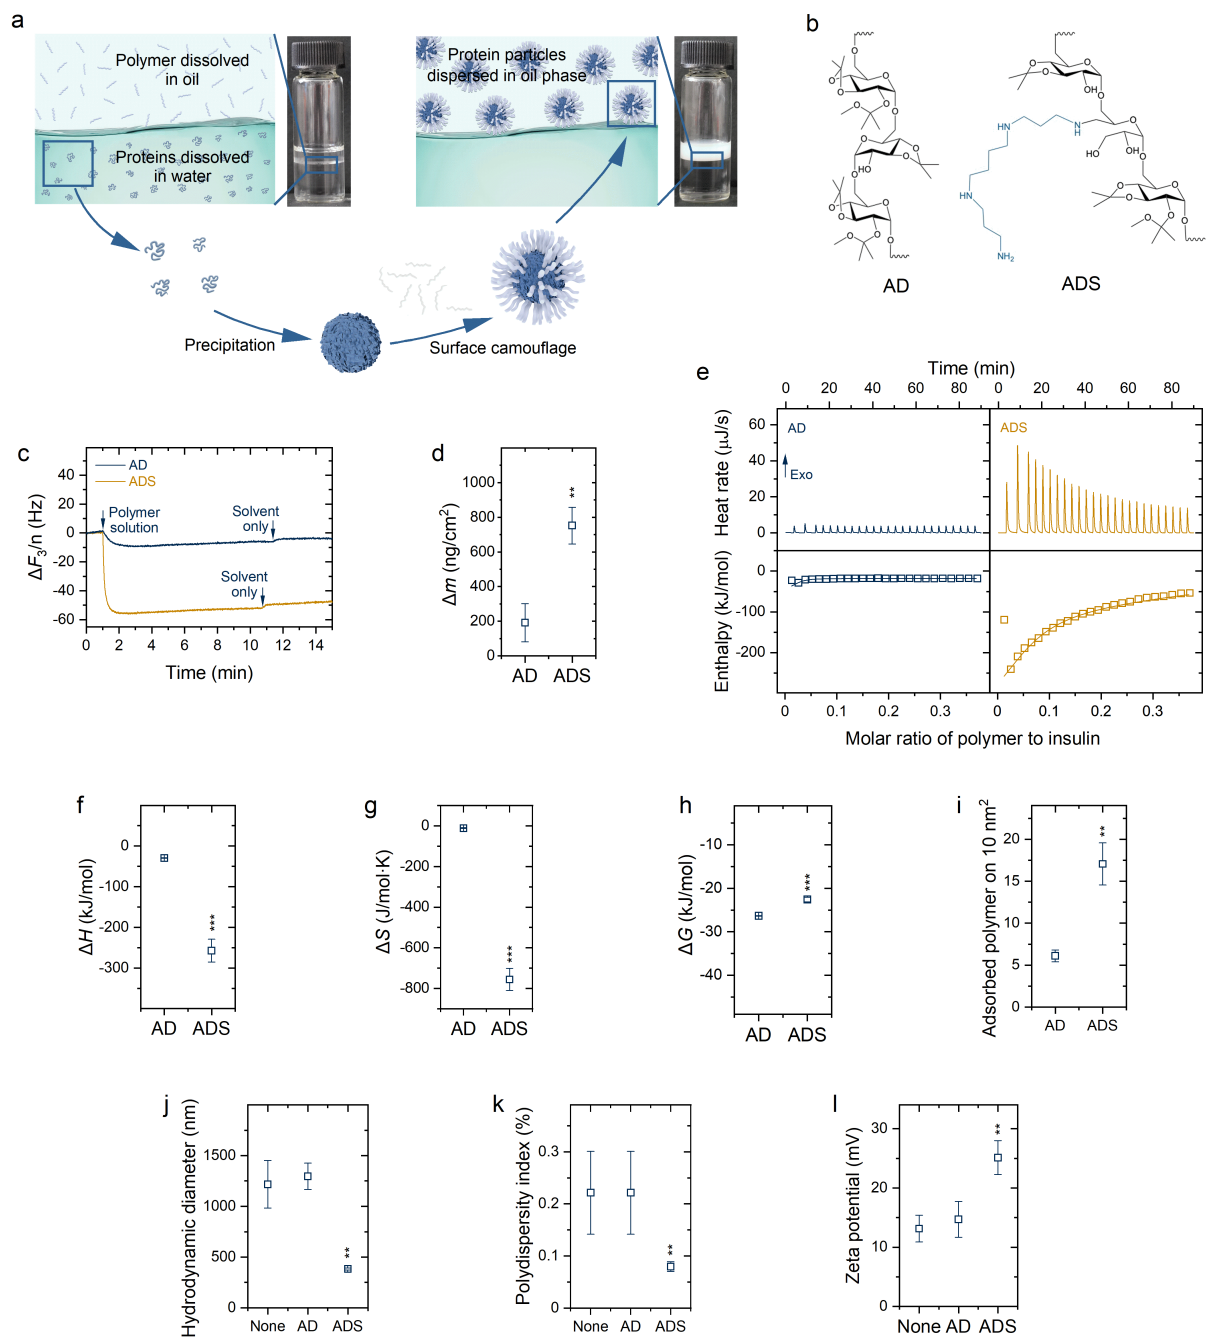 a
Polymer dissolved
in oil
Proteins dissolved
in water
Protein particles
dispersed in oil phase
Precipitation
Surface camouflage
b
OH
HO
O
NH
H
N
HO OH
NH
NH₂
AD
ADS
c
AD
ADS
Polymer
solution
Solvent
only
Solvent
only
ΔF₃/n (Hz)
40
20
0
-20
-40
-60
0 2 4 6 8 10 12 14
Time (min)
d
**
Δm (ng/cm²)
1000
800
600
400
200
0
AD ADS
e
Time (min)
0 20 40 60 80 0 20 40 60 80
Heat rate (μJ/s)
60
40
20
0
AD
Exo
ADS
Enthalpy (kJ/mol)
0
-100
-200
0 0.1 0.2 0.3 0 0.1 0.2 0.3
Molar ratio of polymer to insulin
f
ΔH (kJ/mol)
0
-100
-200
-300
***
AD ADS
g
ΔS (J/mol·K)
0
-200
-400
-600
-800
***
AD ADS
h
ΔG (kJ/mol)
-10
-20
-30
-40
***
AD ADS
i
Adsorbed polymer on 10 nm²
20
15
10
5
0
**
AD ADS
j
Hydrodynamic diameter (nm)
1500
1000
500
0
**
None AD ADS
k
Polydispersity index (%)
0.3
0.2
0.1
0
**
None AD ADS
l
Zeta potential (mV)
30
20
10
0
**
None AD ADS